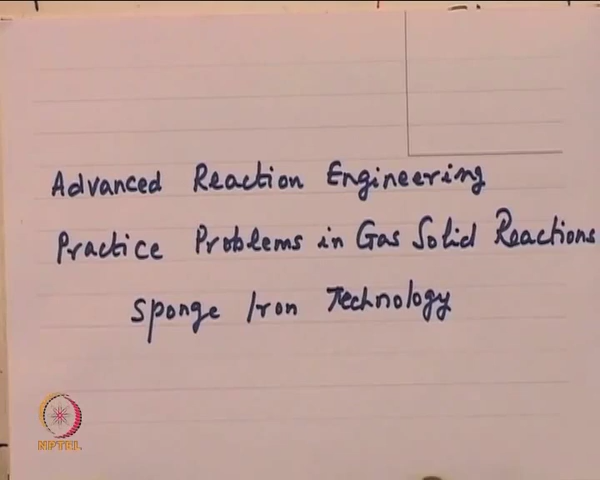 Advanced Reaction Engineering
Practice Problems in Gas Solid Reactions
Sponge Iron Technology
NPTEL